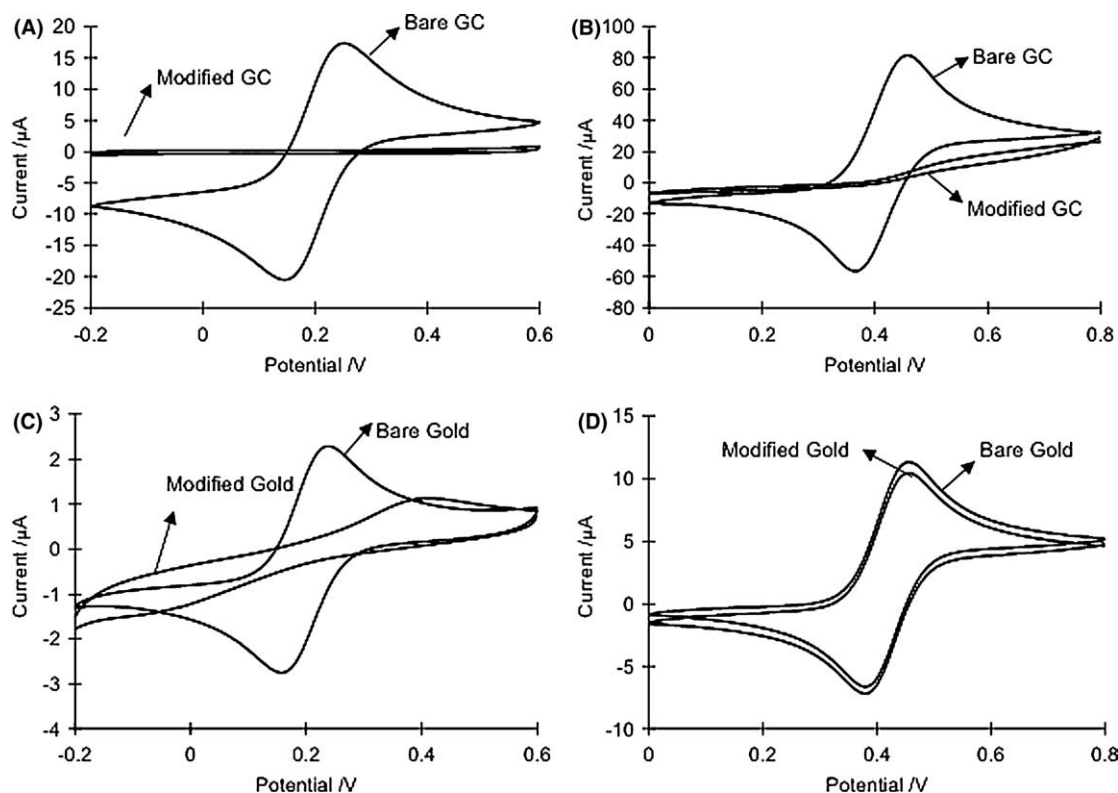 (A)
Bare GC
Modified GC
Current /µA
20
15
10
5
0
-5
-10
-15
-20
-25
-0.2 0 0.2 0.4 0.6
Potential /V
(B)
Bare GC
Modified GC
Current /µA
100
80
60
40
20
0
-20
-40
-60
-80
0 0.2 0.4 0.6 0.8
Potential /V
(C)
Bare Gold
Modified Gold
Current /µA
3
2
1
0
-1
-2
-3
-4
-0.2 0 0.2 0.4 0.6
Potential /V
(D)
Modified Gold
Bare Gold
Current /µA
15
10
5
0
-5
-10
0 0.2 0.4 0.6 0.8
Potential /V